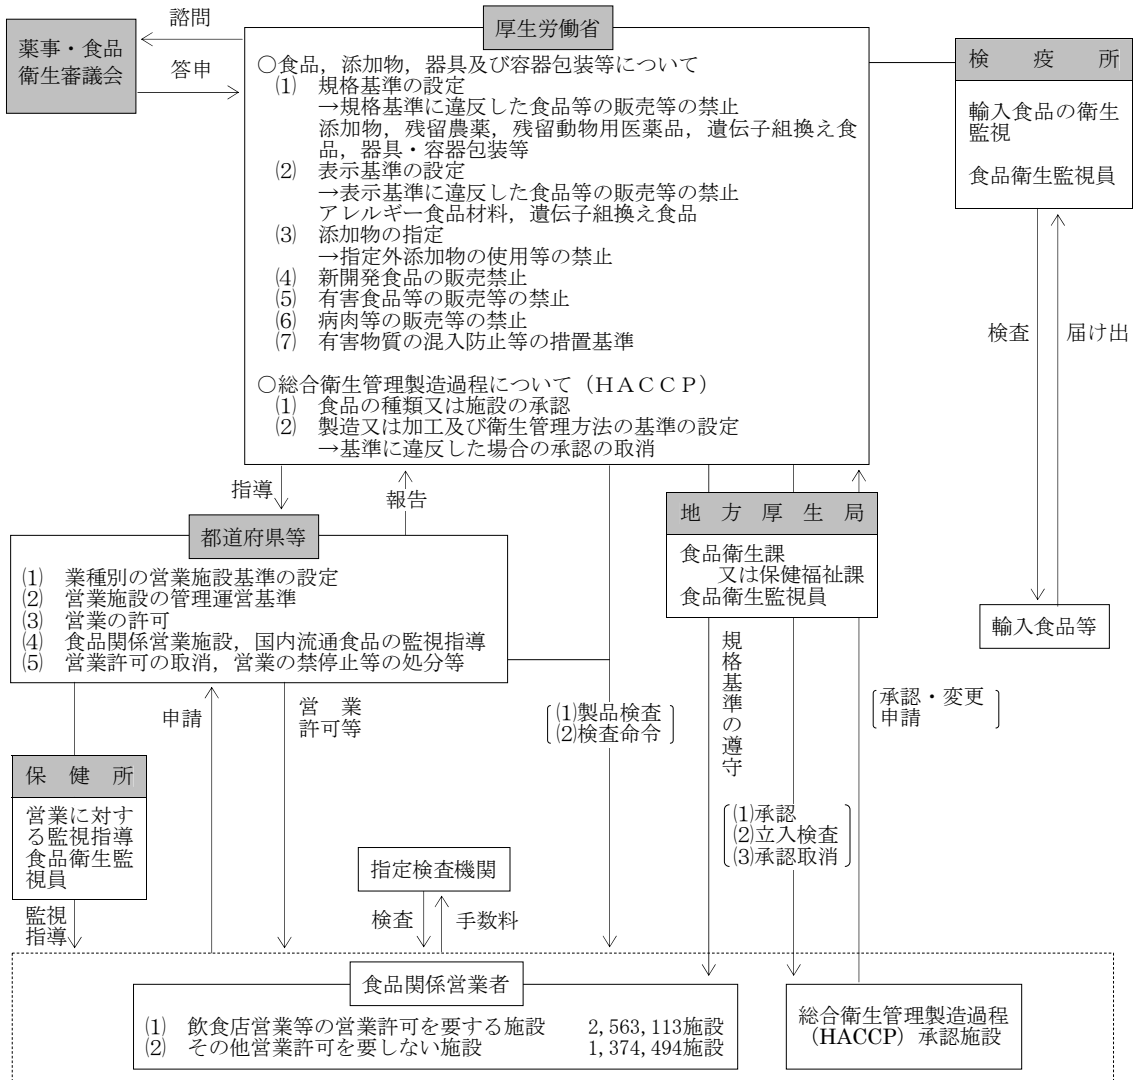 諮問
答申
薬事・食品
衛生審議会
厚生労働省
○食品，添加物，器具及び容器包装等について
⑴　規格基準の設定
→規格基準に違反した食品等の販売等の禁止
添加物，残留農薬，残留動物用医薬品，遺伝子組換え食
品，器具・容器包装等
⑵　表示基準の設定
→表示基準に違反した食品等の販売等の禁止
アレルギー食品材料，遺伝子組換え食品
⑶　添加物の指定
→指定外添加物の使用等の禁止
⑷　新開発食品の販売禁止
⑸　有害食品等の販売等の禁止
⑹　病肉等の販売等の禁止
⑺　有害物質の混入防止等の措置基準
○総合衛生管理製造過程について（ＨＡＣＣＰ）
⑴　食品の種類又は施設の承認
⑵　製造又は加工及び衛生管理方法の基準の設定
→基準に違反した場合の承認の取消
検　疫　所
輸入食品の衛生
監視
食品衛生監視員
検査
届け出
輸入食品等
指導
報告
都道府県等
⑴　業種別の営業施設基準の設定
⑵　営業施設の管理運営基準
⑶　営業の許可
⑷　食品関係営業施設，国内流通食品の監視指導
⑸　営業許可の取消，営業の禁停止等の処分等
地　方　厚　生　局
食品衛生課
又は保健福祉課
食品衛生監視員
申請
営　業
許可等
⑴製品検査
⑵検査命令
規格基準の遵守
承認・変更
申請
⑴承認
⑵立入検査
⑶承認取消
保　健　所
営業に対す
る監視指導
食品衛生監
視員
監視
指導
指定検査機関
検査
手数料
食品関係営業者
⑴　飲食店営業等の営業許可を要する施設　2,563,113施設
⑵　その他営業許可を要しない施設　1,374,494施設
総合衛生管理製造過程
（HACCP）承認施設